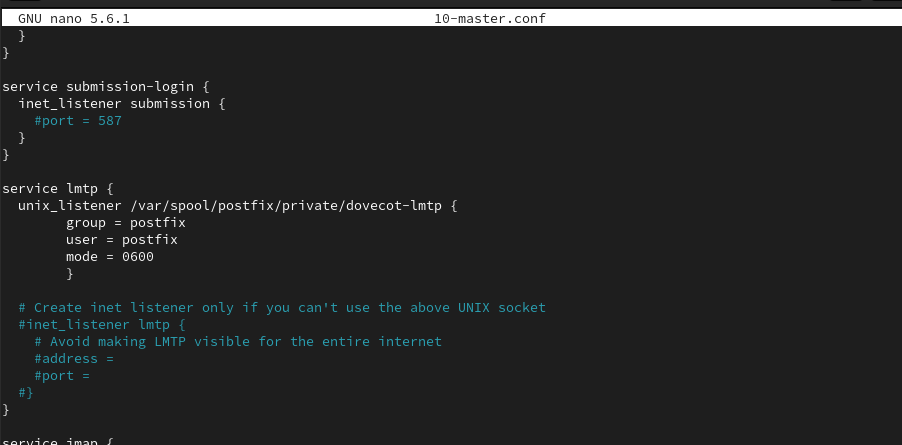 GNU nano 5.6.1 10-master.conf
}
}
service submission-login {
inet_listener submission {
#port = 587
}
}
service lmtp {
unix_listener /var/spool/postfix/private/dovecot-lmtp {
group = postfix
user = postfix
mode = 0600
}
# Create inet listener only if you can't use the above UNIX socket
#inet_listener lmtp {
# Avoid making LMTP visible for the entire internet
#address =
#port =
#}
}
service imap {